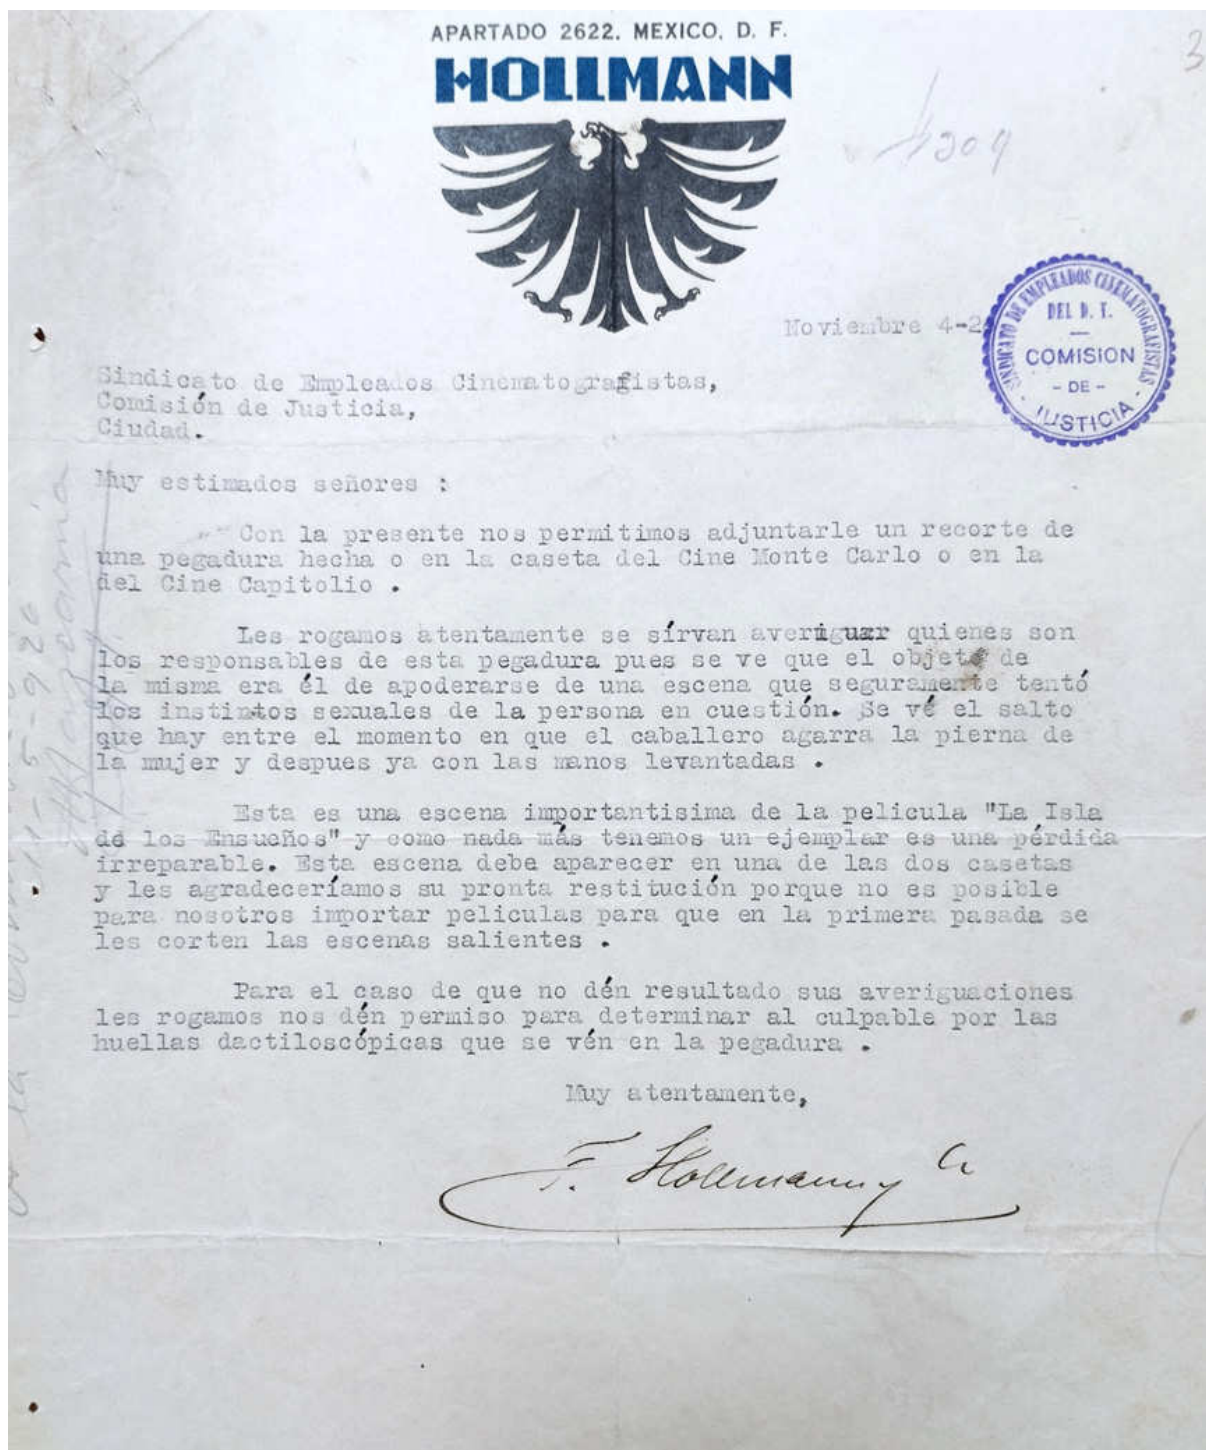 APARTADO 2622. MEXICO, D. F.
HOLLMANN
3
209
Noviembre 4-2
SINDICATO DE EMPLEADOS CINEMATOGRAFISTAS
DEL D. F.
COMISION
- DE -
JUSTICIA
Sindicato de Empleados Cinematografistas,
Comisión de Justicia,
Ciudad.
Muy estimados señores :
Con la presente nos permitimos adjuntarle un recorte de
una pegadura hecha o en la caseta del Cine Monte Carlo o en la
del Cine Capitolio .
Les rogamos atentamente se sírvan averiguar quienes son
los responsables de esta pegadura pues se ve que el objeto de
la misma era él de apoderarse de una escena que seguramente tentó
los instintos sexuales de la persona en cuestión. Se vé el salto
que hay entre el momento en que el caballero agarra la pierna de
la mujer y despues ya con las manos levantadas .
Esta es una escena importantisima de la pelicula "La Isla
de los Ensueños" y como nada más tenemos un ejemplar es una pérdida
irreparable. Esta escena debe aparecer en una de las dos casetas
y les agradeceríamos su pronta restitución porque no es posible
para nosotros importar peliculas para que en la primera pasada se
les corten las escenas salientes .
Para el caso de que no dén resultado sus averiguaciones
les rogamos nos dén permiso para determinar al culpable por las
huellas dactiloscópicas que se vén en la pegadura .
Muy atentamente,
F. Hollmann y Cía